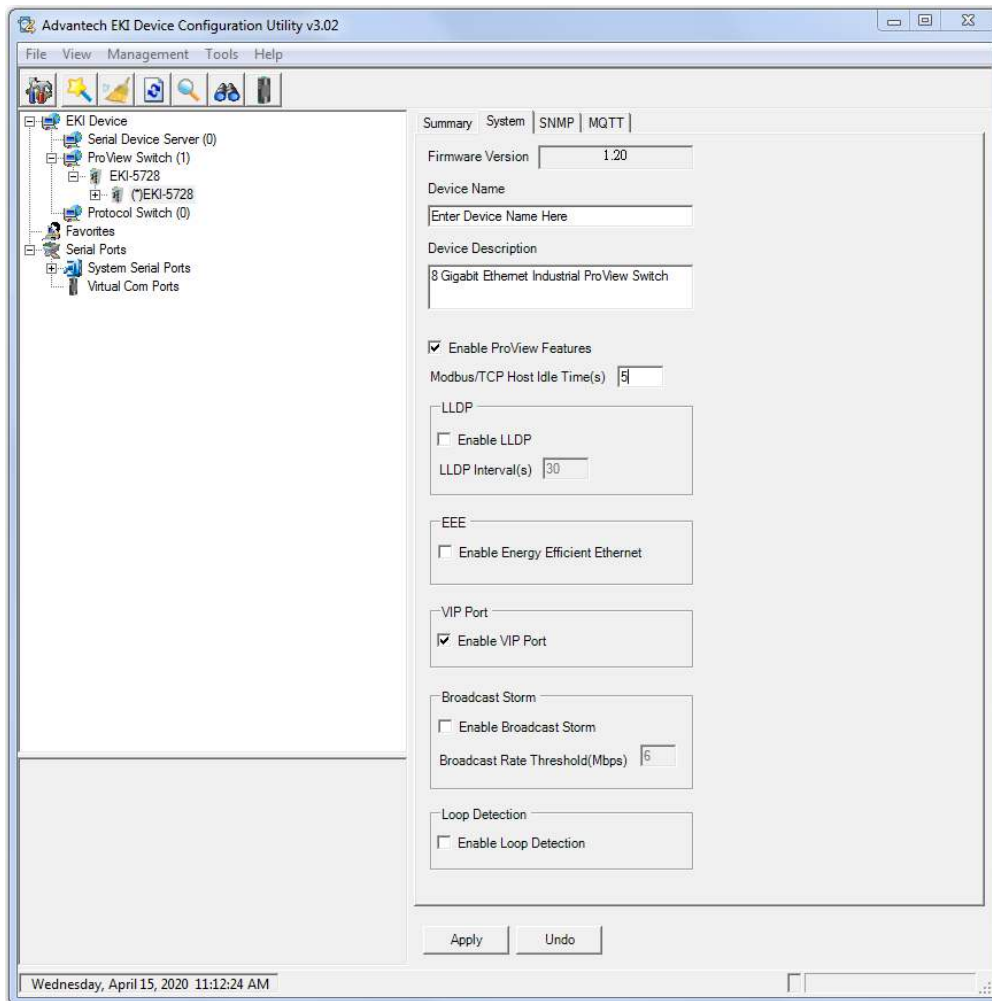 Advantech EKI Device Configuration Utility v3.02
File View Management Tools Help
EKI Device
Serial Device Server (0)
ProView Switch (1)
EKI-5728
(*)EKI-5728
Protocol Switch (0)
Favorites
Serial Ports
System Serial Ports
Virtual Com Ports
Summary System SNMP MQTT
Firmware Version 1.20
Device Name
Enter Device Name Here
Device Description
8 Gigabit Ethernet Industrial ProView Switch
Enable ProView Features
Modbus/TCP Host Idle Time(s) 5
LLDP
Enable LLDP
LLDP Interval(s) 30
EEE
Enable Energy Efficient Ethernet
VIP Port
Enable VIP Port
Broadcast Storm
Enable Broadcast Storm
Broadcast Rate Threshold(Mbps) 6
Loop Detection
Enable Loop Detection
Apply Undo
Wednesday, April 15, 2020 11:12:24 AM